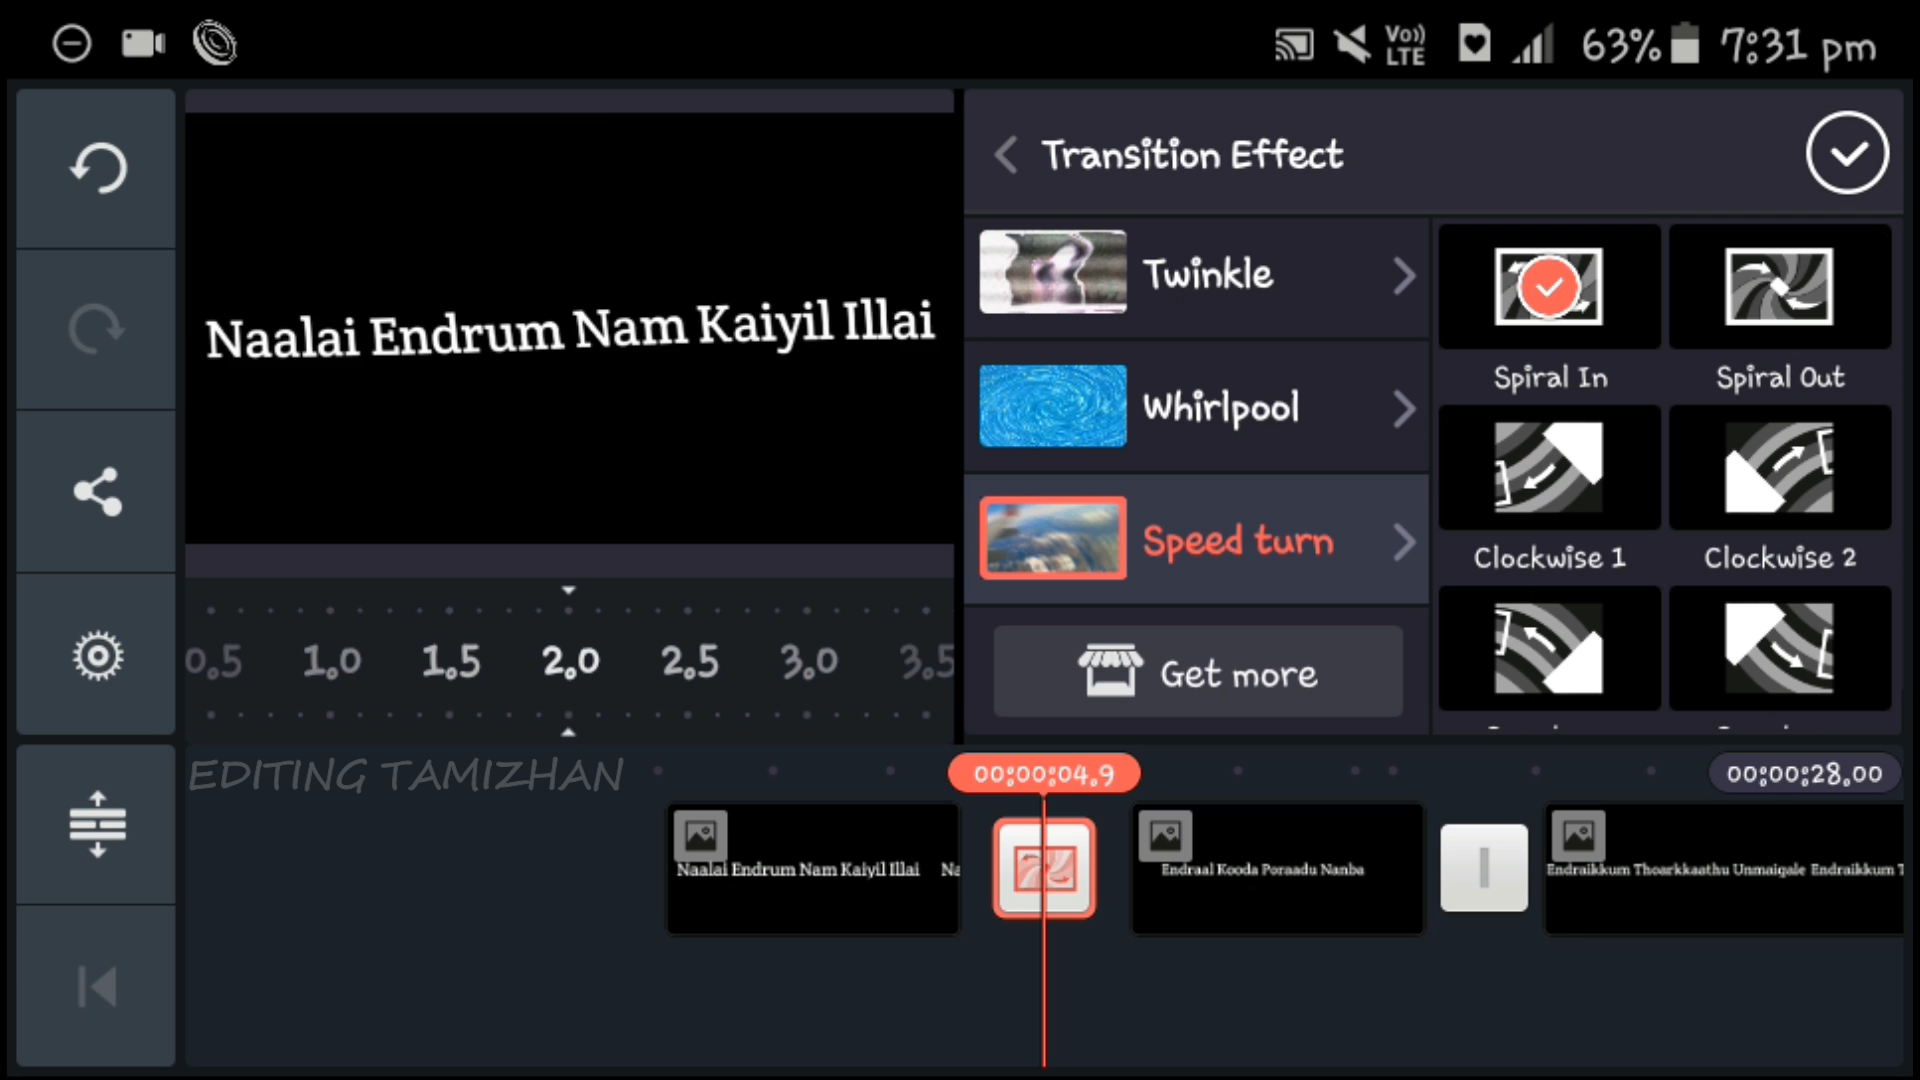 Vo)) LTE 63% 7:31 pm
Transition Effect
Naalai Endrum Nam Kaiyil Illai
Twinkle
Whirlpool
Speed turn
Get more
Spiral In Spiral Out
Clockwise 1 Clockwise 2
0.5 1.0 1.5 2.0 2.5 3.0 3.5
EDITING TAMIZHAN
00:00:04.9
00:00:28.00
Naalai Endrum Nam Kaiyil Illai
Endraal Kooda Poraadu Nanba
Endraikkum Thoarkkaathu Unmaigale Endraikkum